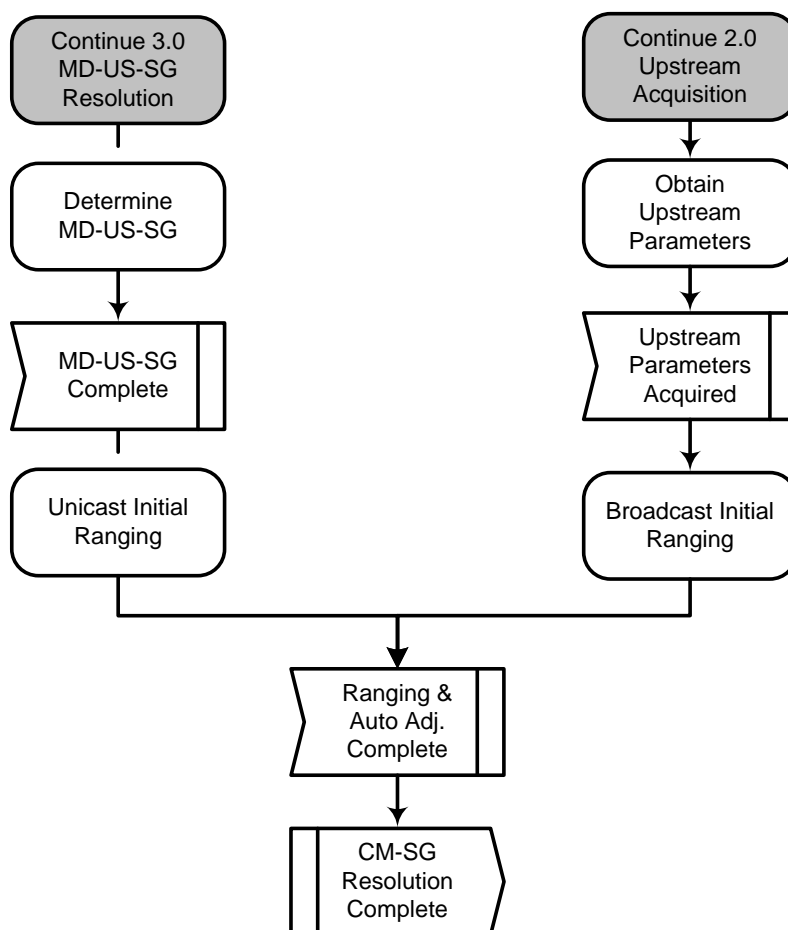 Continue 3.0
MD-US-SG
Resolution
Continue 2.0
Upstream
Acquisition
Determine
MD-US-SG
Obtain
Upstream
Parameters
MD-US-SG
Complete
Upstream
Parameters
Acquired
Unicast Initial
Ranging
Broadcast Initial
Ranging
Ranging &
Auto Adj.
Complete
CM-SG
Resolution
Complete